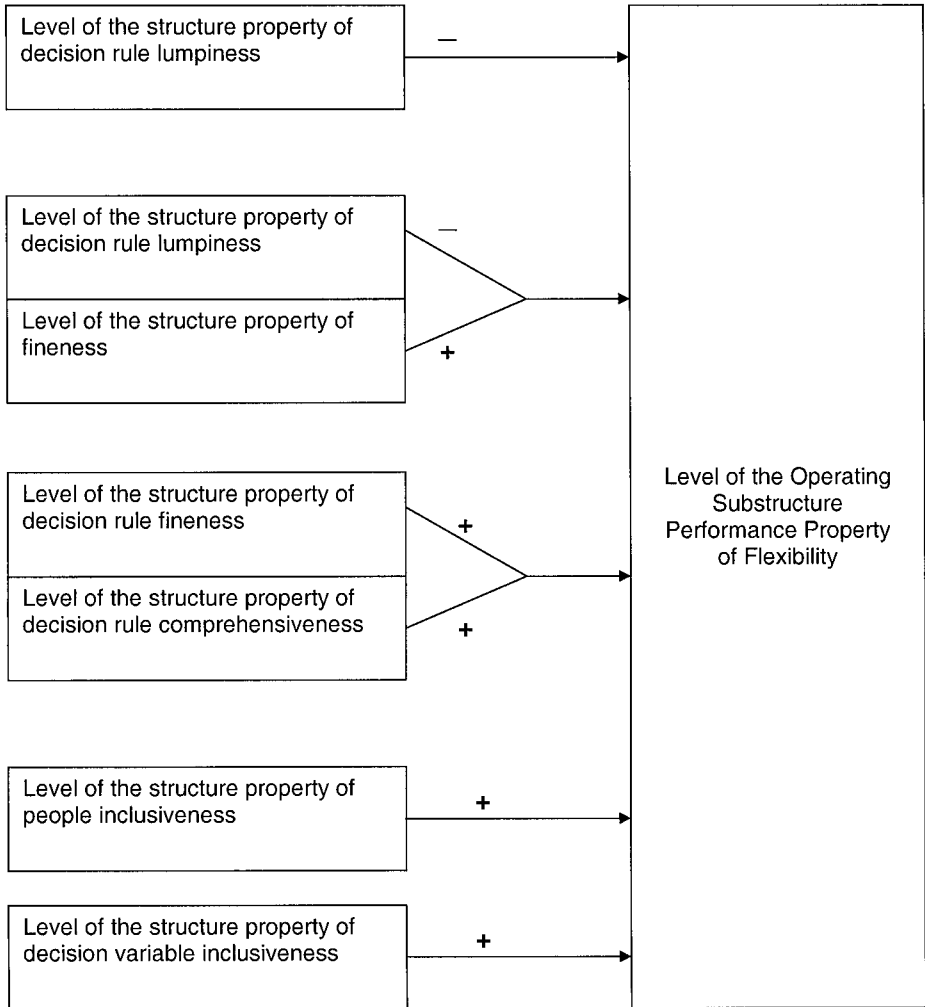 Level of the structure property of
decision rule lumpiness
—
Level of the structure property of
decision rule lumpiness
—
Level of the structure property of
fineness
+
Level of the structure property of
decision rule fineness
+
Level of the structure property of
decision rule comprehensiveness
+
Level of the structure property of
people inclusiveness
+
Level of the structure property of
decision variable inclusiveness
+
Level of the Operating
Substructure
Performance Property
of Flexibility